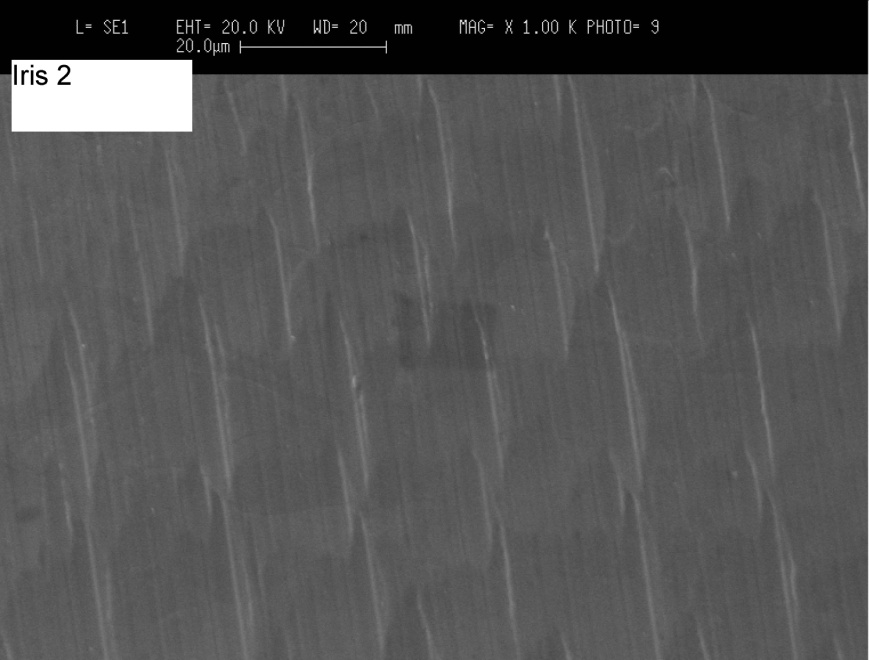 L= SE1 EHT= 20.0 KV WD= 20 mm MAG= X 1.00 K PHOTO= 9
20.0µm
Iris 2